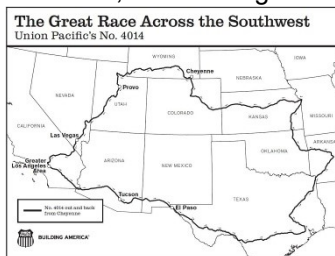 The Great Race Across the Southwest
Union Pacific's No. 4014
WYOMING
IOWA
Cheyenne
NEBRASKA
Provo
NEVADA
UTAH
COLORADO
KANSAS
MISSOURI
CALIFORNIA
Las Vegas
OKLAHOMA
ARKANSAS
Greater
Los Angeles
Area
ARIZONA
NEW MEXICO
Tucson
TEXAS
El Paso
No. 4014 out and back
from Cheyenne
BUILDING AMERICA